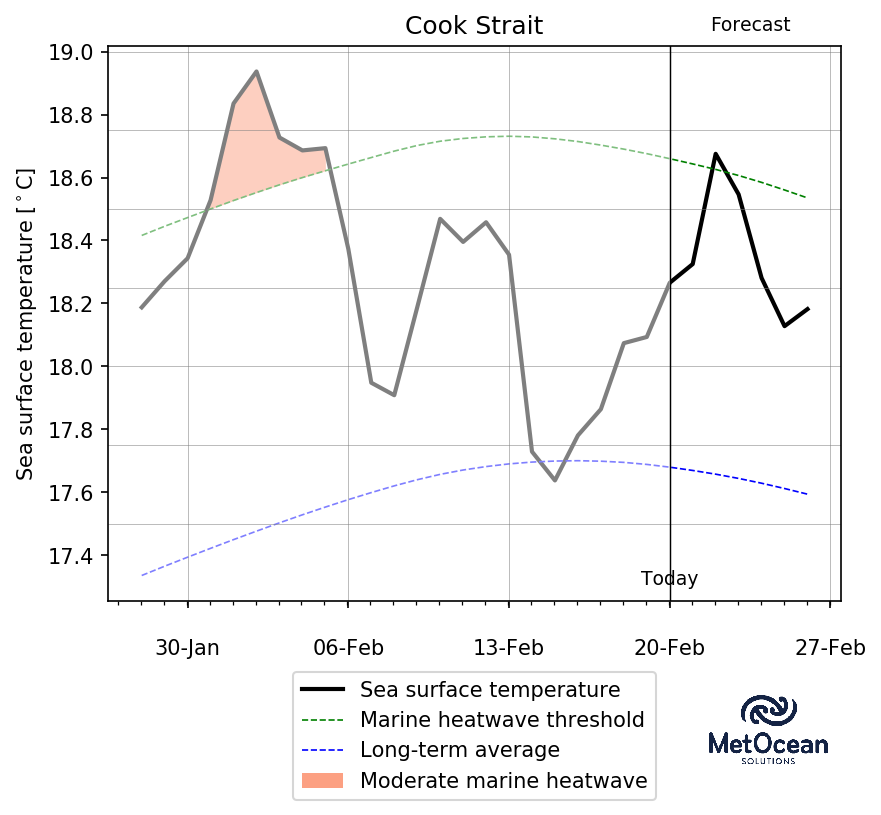 Cook Strait
Forecast
Sea surface temperature [°C]
19.0
18.8
18.6
18.4
18.2
18.0
17.8
17.6
17.4
Today
30-Jan
06-Feb
13-Feb
20-Feb
27-Feb
Sea surface temperature
Marine heatwave threshold
Long-term average
Moderate marine heatwave
MetOcean
SOLUTIONS